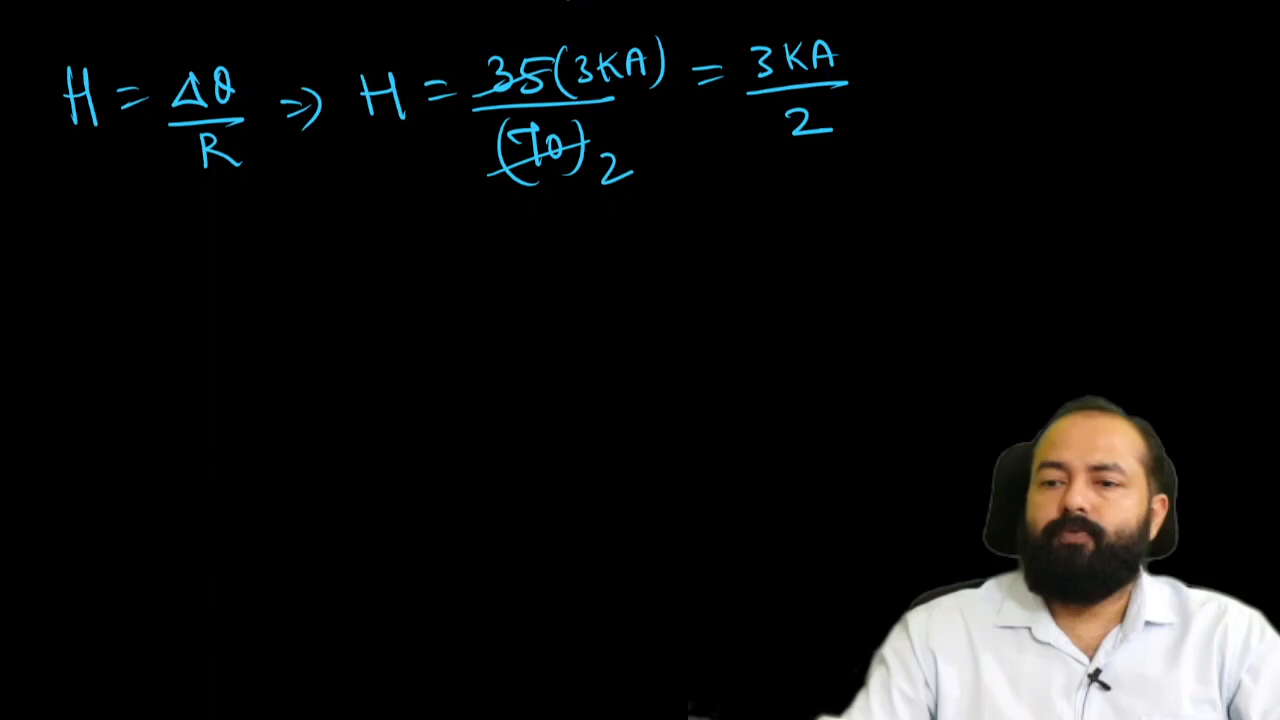 H = Δθ/R ⇒ H = 35(3KA)/(70)2 = 3KA/2